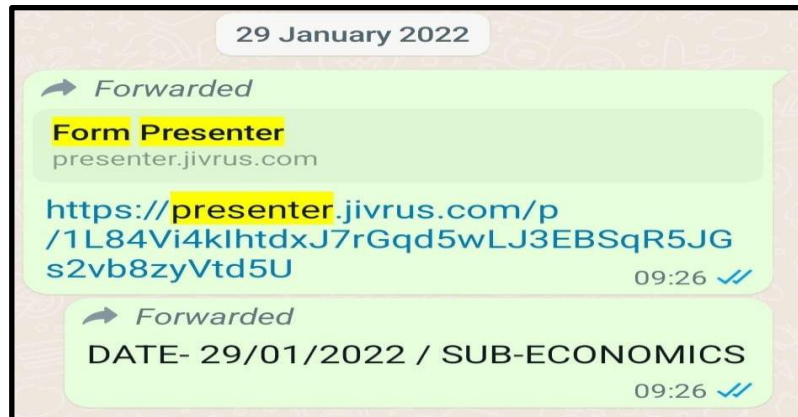 29 January 2022
Forwarded
Form Presenter
presenter.jivrus.com
https://presenter.jivrus.com/p
/1L84Vi4kIhtdxJ7rGqd5wLJ3EBSqR5JG
s2vb8zyVtd5U
09:26
Forwarded
DATE- 29/01/2022 / SUB-ECONOMICS
09:26